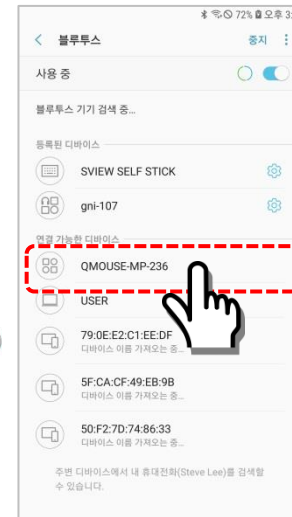 72% 오후 3:
블루투스 중지
사용 중
블루투스 기기 검색 중...
등록된 디바이스
SVIEW SELF STICK
gni-107
연결 가능한 디바이스
QMOUSE-MP-236
USER
79:0E:E2:C1:EE:DF
디바이스 이름 가져오는 중...
5F:CA:CF:49:EB:9B
디바이스 이름 가져오는 중...
50:F2:7D:74:86:33
디바이스 이름 가져오는 중...
주변 디바이스에서 내 휴대전화(Steve Lee)를 검색할
수 있습니다.